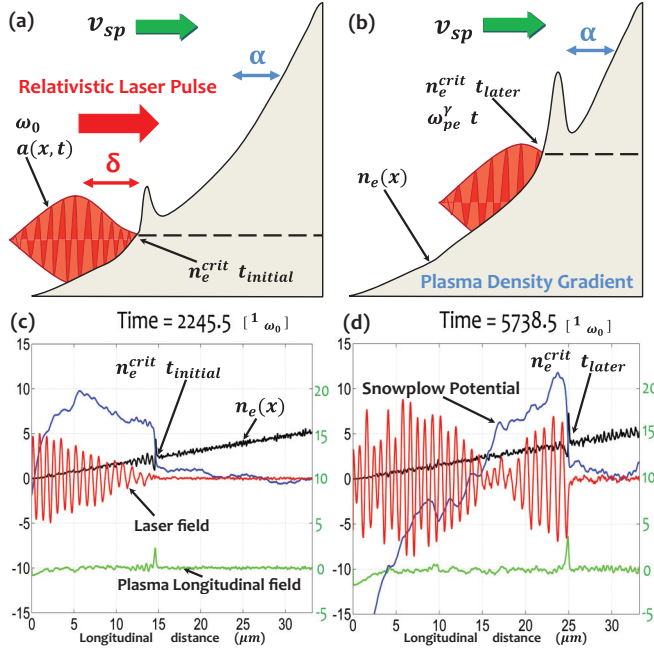 (a)
v_sp
α
Relativistic Laser Pulse
ω_0
a(x, t)
δ
n_e^crit t_initial
(b)
v_sp
α
n_e^crit t_later
ω_pe^γ t
n_e(x)
Plasma Density Gradient
(c)
Time = 2245.5 [1 ω_0]
n_e^crit t_initial
n_e(x)
Laser field
Plasma Longitudinal field
15
10
5
0
-5
-10
-15
20
15
10
5
0
-5
0 5 10 15 20 25 30
Longitudinal distance (μm)
(d)
Time = 5738.5 [1 ω_0]
n_e^crit t_later
Snowplow Potential
15
10
5
0
-5
-10
-15
20
15
10
5
0
-5
0 5 10 15 20 25 30
Longitudinal distance (μm)